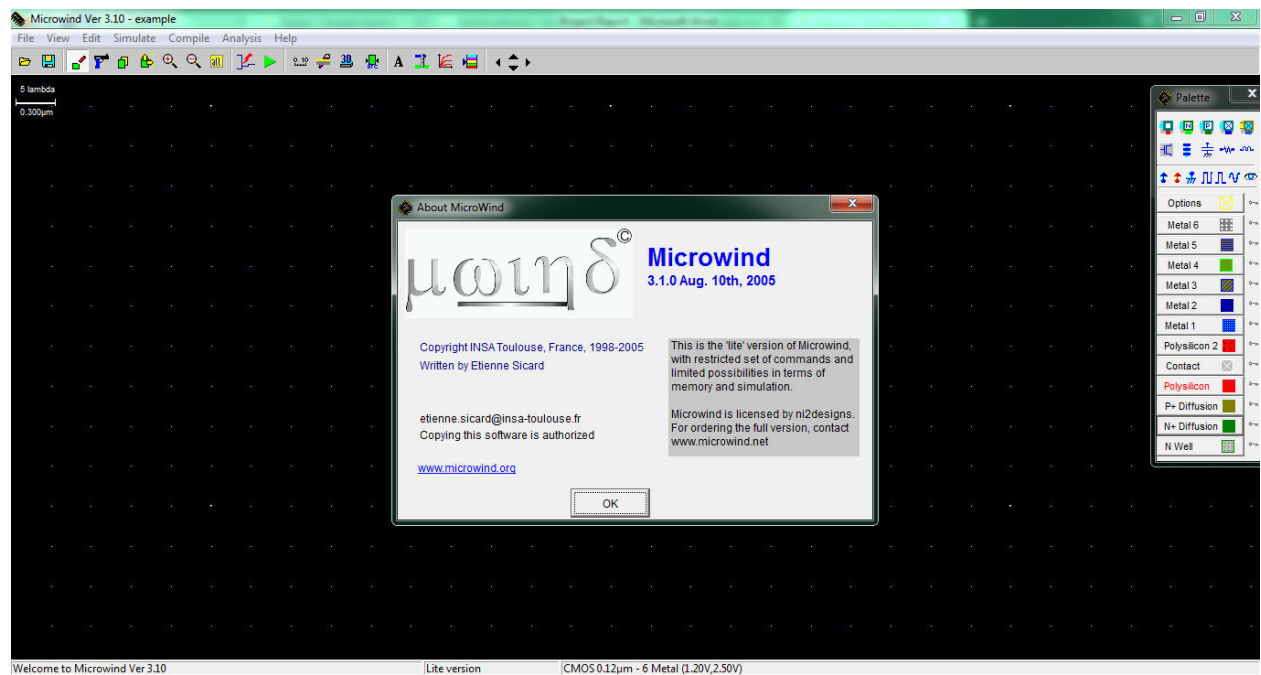 Microwind Ver 3.10 - example
File View Edit Simulate Compile Analysis Help
5 lambda
0.300µm
Palette
Options
Metal 6
Metal 5
Metal 4
Metal 3
Metal 2
Metal 1
Polysilicon 2
Contact
Polysilicon
P+ Diffusion
N+ Diffusion
N Well
About MicroWind
µωιηδ©
Microwind
3.1.0 Aug. 10th, 2005
Copyright INSA Toulouse, France, 1998-2005
Written by Etienne Sicard
etienne.sicard@insa-toulouse.fr
Copying this software is authorized
www.microwind.org
This is the 'lite' version of Microwind,
with restricted set of commands and
limited possibilities in terms of
memory and simulation.
Microwind is licensed by ni2designs.
For ordering the full version, contact
www.microwind.net
OK
Welcome to Microwind Ver 3.10
Lite version
CMOS 0.12µm - 6 Metal (1.20V,2.50V)